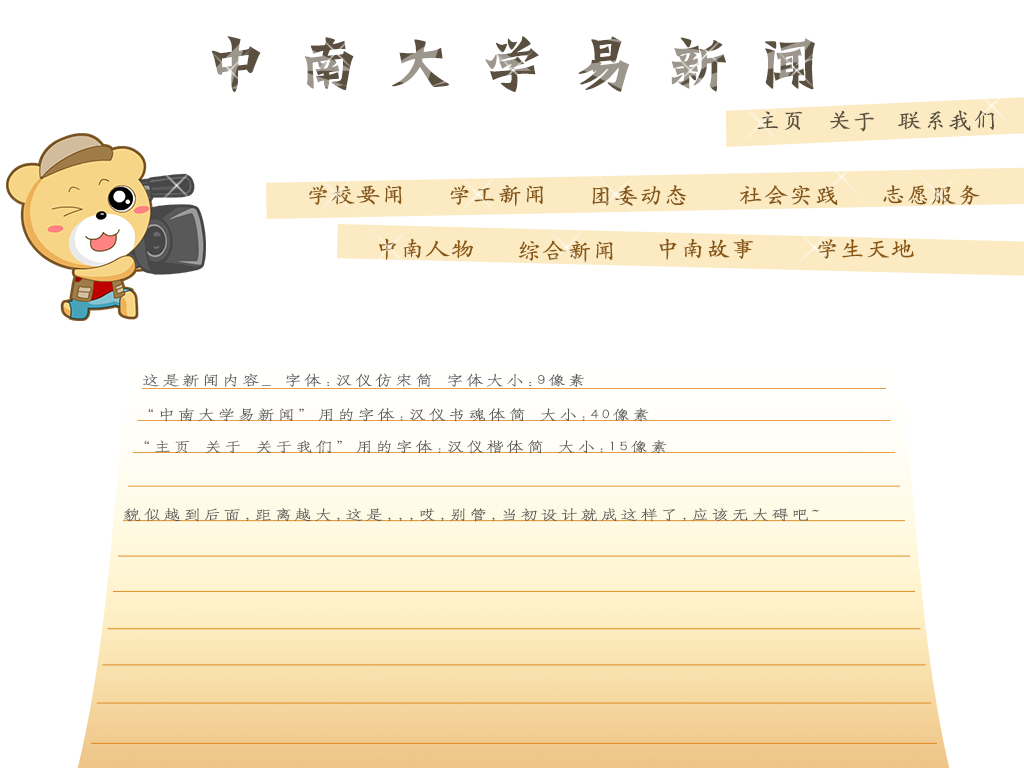 中南大学易新闻
主页 关于 联系我们
学校要闻 学工新闻 团委动态 社会实践 志愿服务
中南人物 综合新闻 中南故事 学生天地
这是新闻内容_ 字体:汉仪仿宋简 字体大小:9像素
“中南大学易新闻”用的字体:汉仪书魂体简 大小:40像素
“主页 关于 关于我们”用的字体:汉仪楷体简 大小:15像素
貌似越到后面,距离越大,这是,,,哎,别管,当初设计就成这样了,应该无大碍吧~